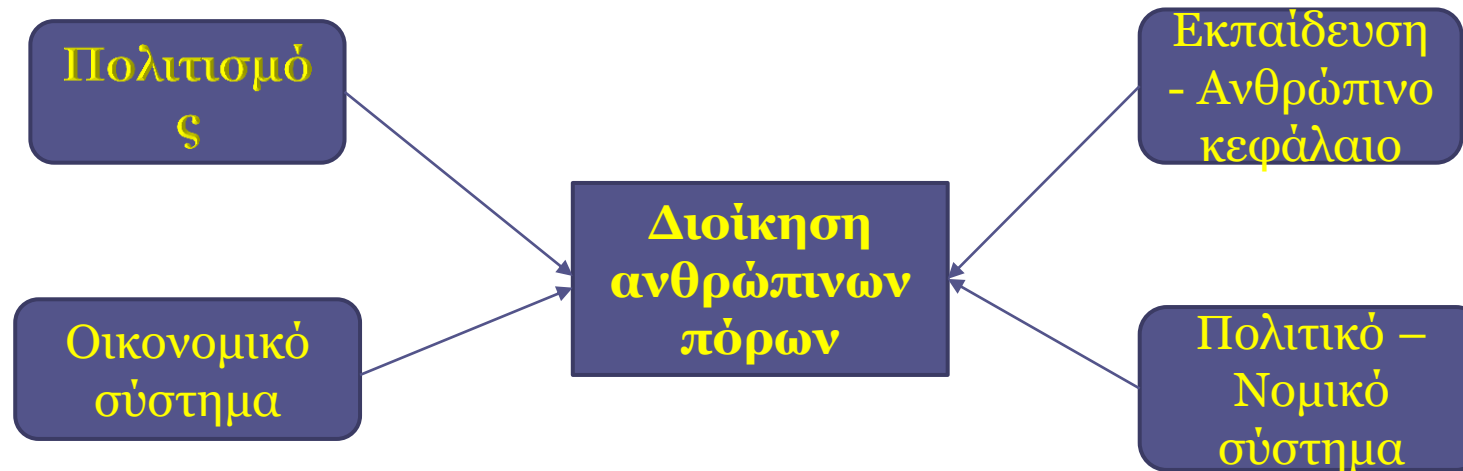 Πολιτισμό
ς
Εκπαίδευση
- Ανθρώπινο
κεφάλαιο
Διοίκηση
ανθρώπινων
πόρων
Οικονομικό
σύστημα
Πολιτικό –
Νομικό
σύστημα